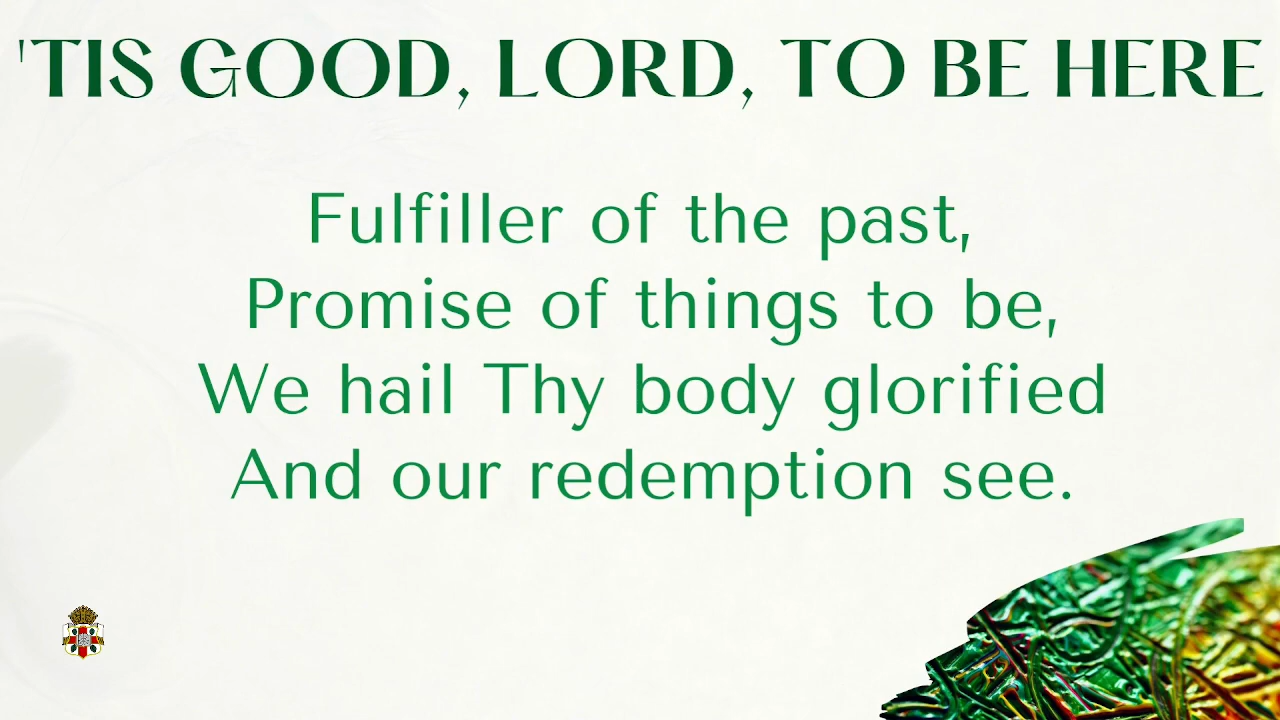 'TIS GOOD, LORD, TO BE HERE
Fulfiller of the past,
Promise of things to be,
We hail Thy body glorified
And our redemption see.